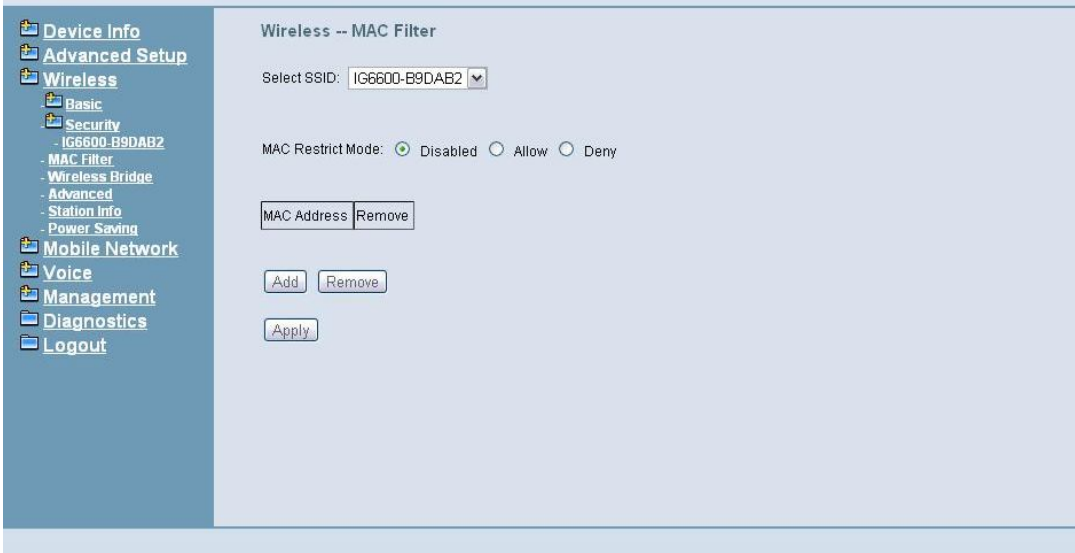 Device Info
Advanced Setup
Wireless
Basic
Security
- IG6600-B9DAB2
- MAC Filter
- Wireless Bridge
- Advanced
- Station Info
- Power Saving
Mobile Network
Voice
Management
Diagnostics
Logout
Wireless -- MAC Filter
Select SSID: IG6600-B9DAB2
MAC Restrict Mode: Disabled Allow Deny
MAC Address Remove
Add Remove
Apply